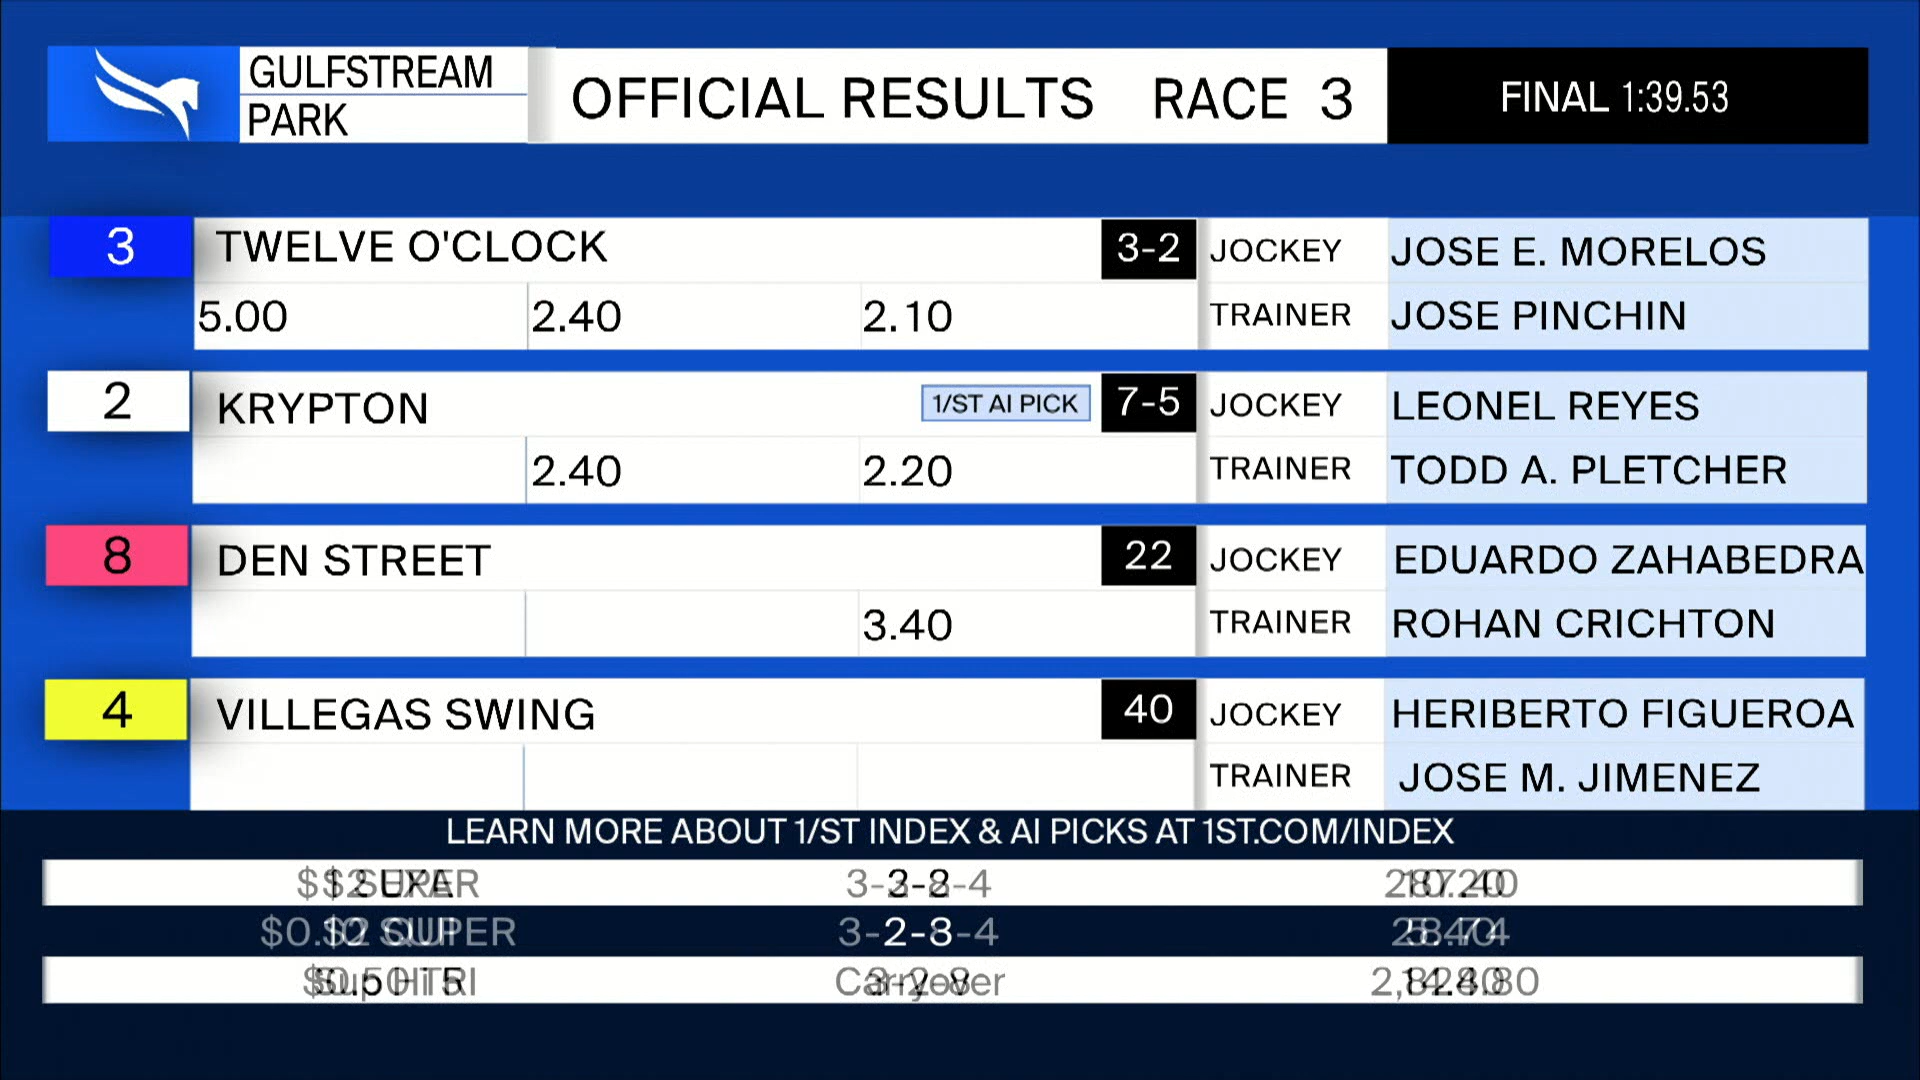 GULFSTREAM
PARK
OFFICIAL RESULTS RACE 3
FINAL 1:39.53
3 TWELVE O'CLOCK 3-2 JOCKEY JOSE E. MORELOS
5.00 2.40 2.10 TRAINER JOSE PINCHIN
2 KRYPTON 1/ST AI PICK 7-5 JOCKEY LEONEL REYES
2.40 2.20 TRAINER TODD A. PLETCHER
8 DEN STREET 22 JOCKEY EDUARDO ZAHABEDRA
3.40 TRAINER ROHAN CRICHTON
4 VILLEGAS SWING 40 JOCKEY HERIBERTO FIGUEROA
TRAINER JOSE M. JIMENEZ
LEARN MORE ABOUT 1/ST INDEX & AI PICKS AT 1ST.COM/INDEX